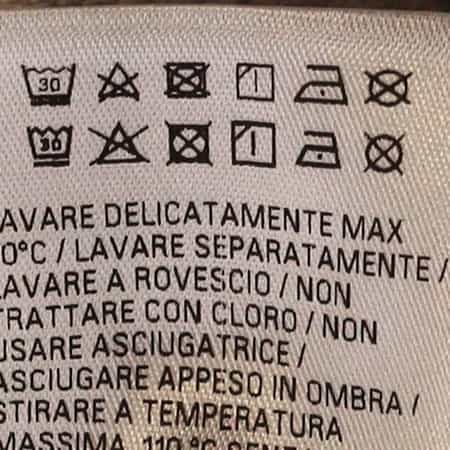 30
30
AVARE DELICATAMENTE MAX
0°C / LAVARE SEPARATAMENTE /
LAVARE A ROVESCIO / NON
TRATTARE CON CLORO / NON
USARE ASCIUGATRICE /
ASCIUGARE APPESO IN OMBRA /
STIRARE A TEMPERATURA
MASSIMA 110 °C